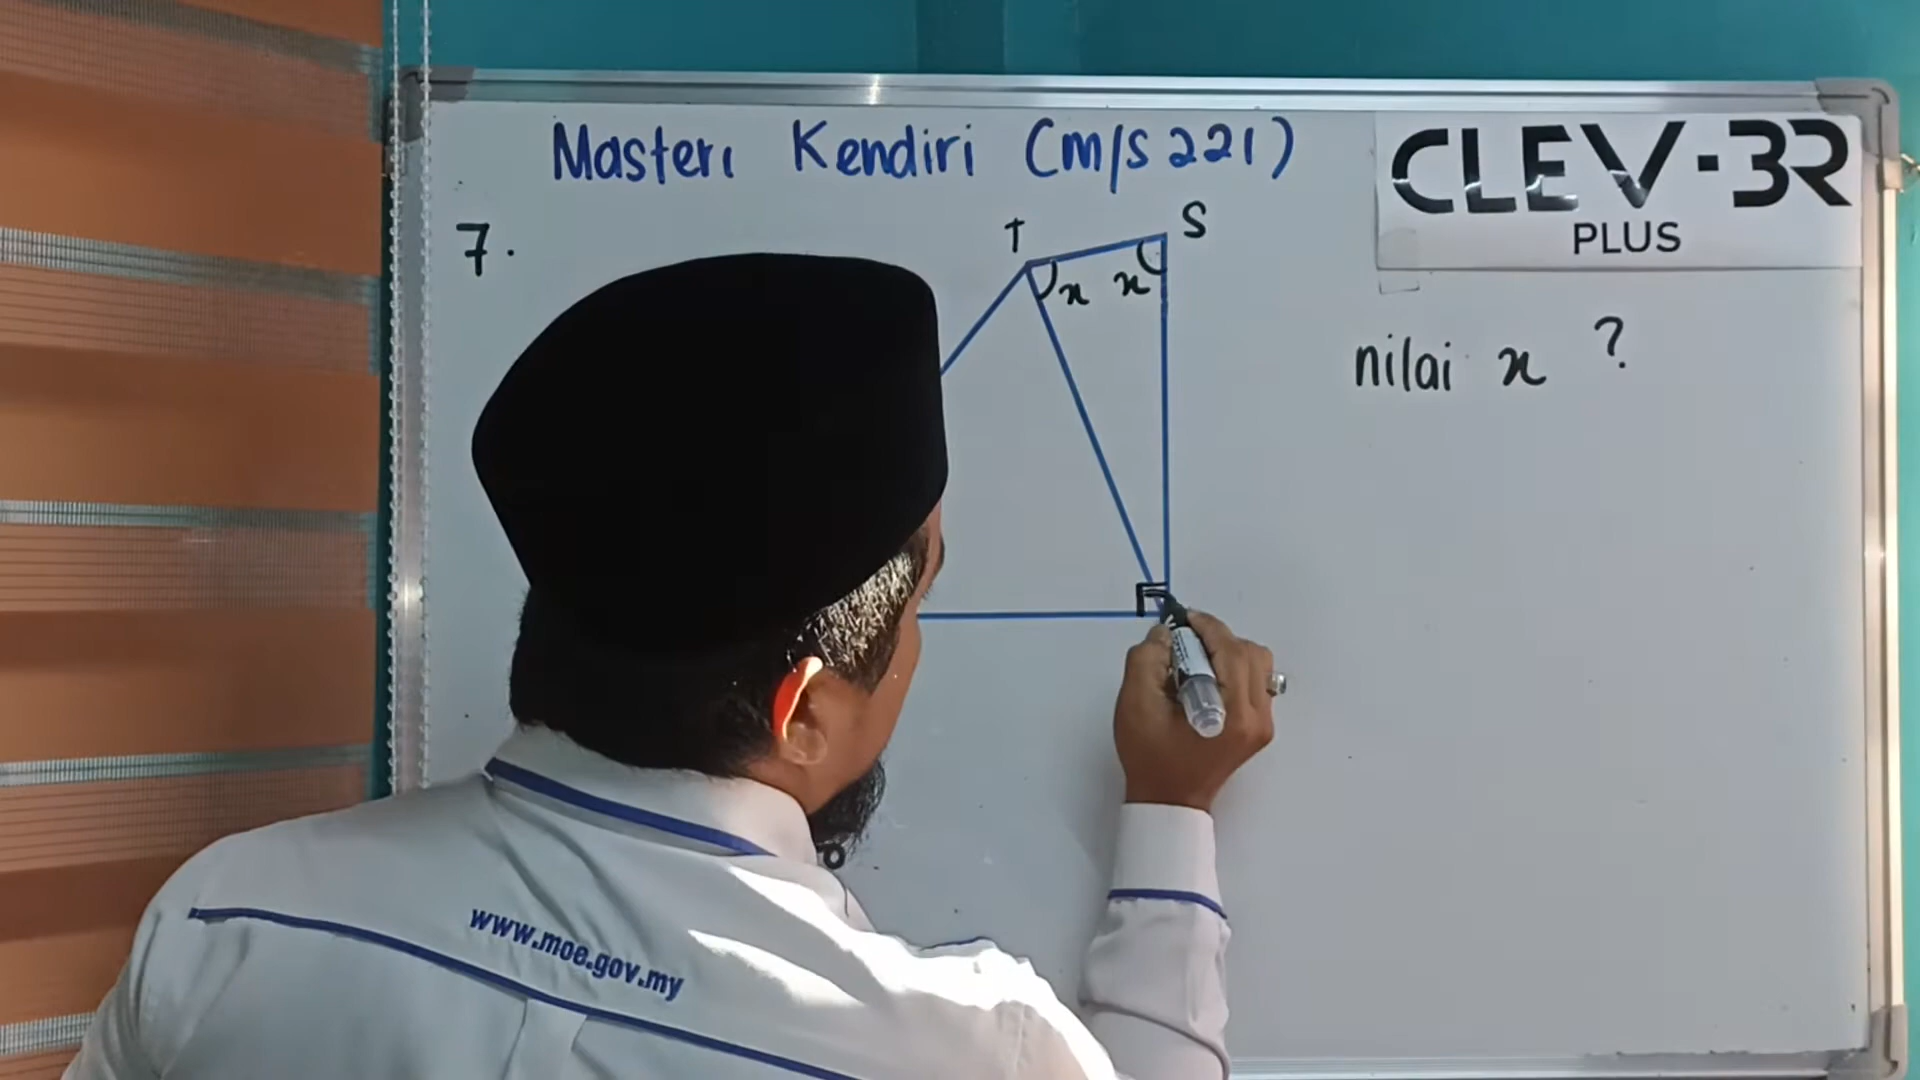 Masteri Kendiri (m/s 221)
CLEV-3R
PLUS
7.
T
S
x
x
nilai x ?
www.moe.gov.my